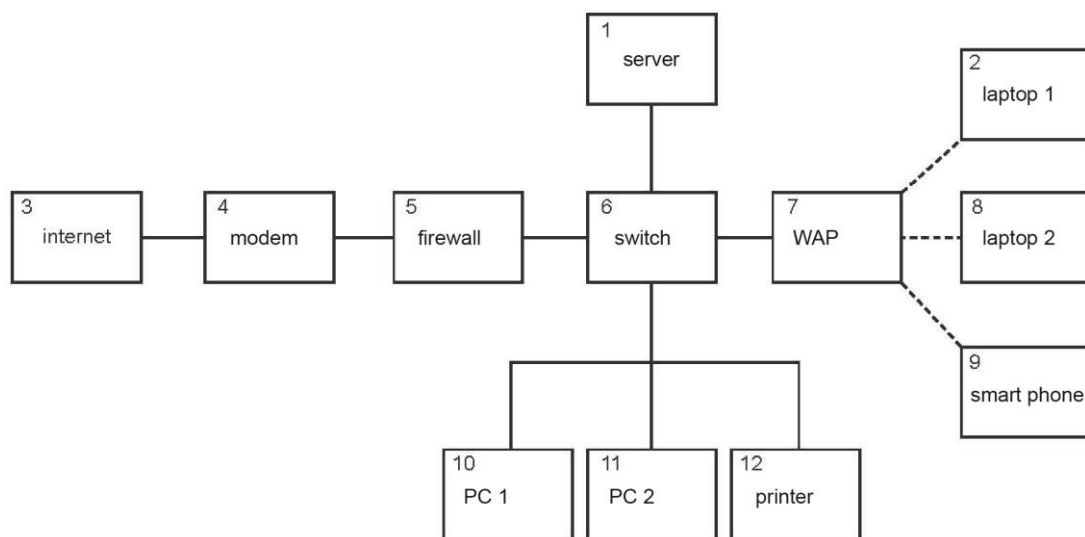 1
server
2
laptop 1
3
internet
4
modem
5
firewall
6
switch
7
WAP
8
laptop 2
9
smart phone
10
PC 1
11
PC 2
12
printer